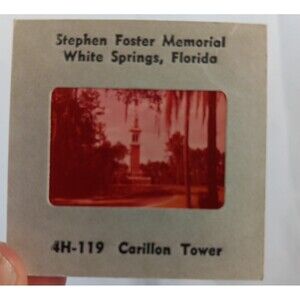 Stephen Foster Memorial
White Springs, Florida
4H-119 Carillon Tower